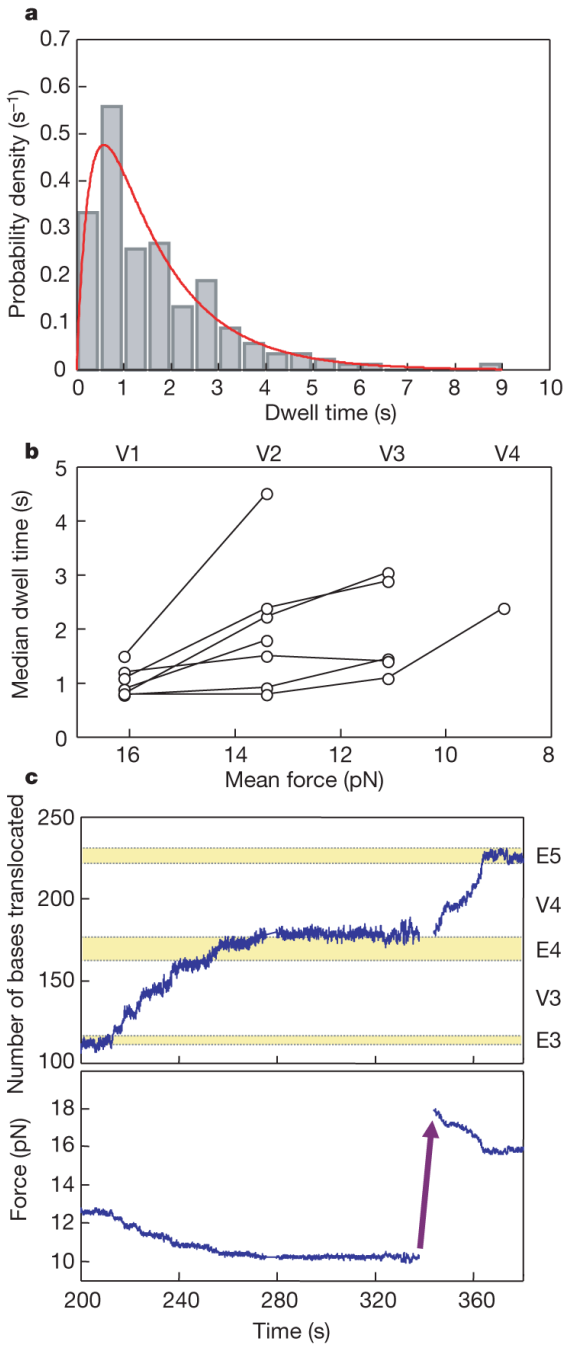 a
0.7
0.6
0.5
0.4
0.3
0.2
0.1
0
Probability density (s⁻¹)
0 1 2 3 4 5 6 7 8 9 10
Dwell time (s)
b
V1 V2 V3 V4
5
4
3
2
1
0
Median dwell time (s)
16 14 12 10 8
Mean force (pN)
c
250
200
150
100
Number of bases translocated
E5
V4
E4
V3
E3
18
16
14
12
10
Force (pN)
200 240 280 320 360
Time (s)